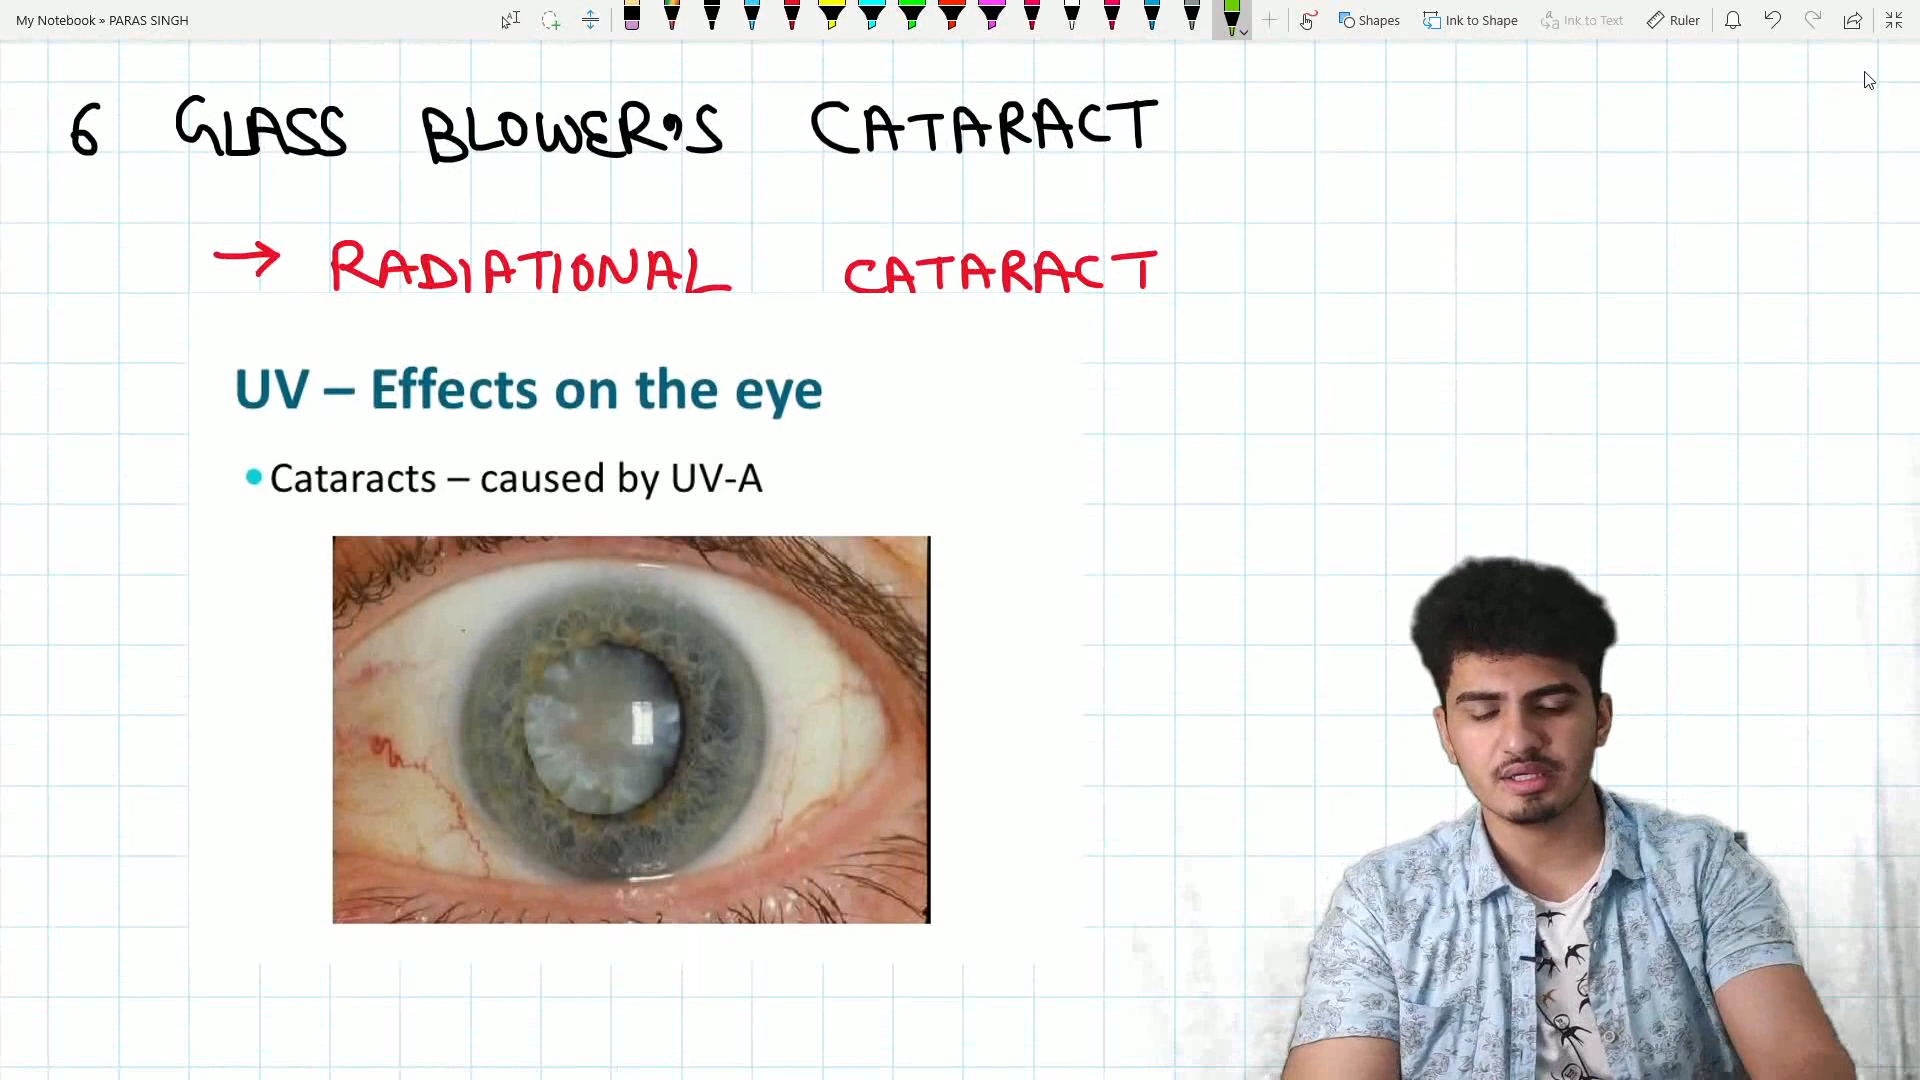 My Notebook » PARAS SINGH
Shapes
Ink to Shape
Ink to Text
Ruler
6 GLASS BLOWER'S CATARACT
→ RADIATIONAL CATARACT
UV – Effects on the eye
• Cataracts – caused by UV-A